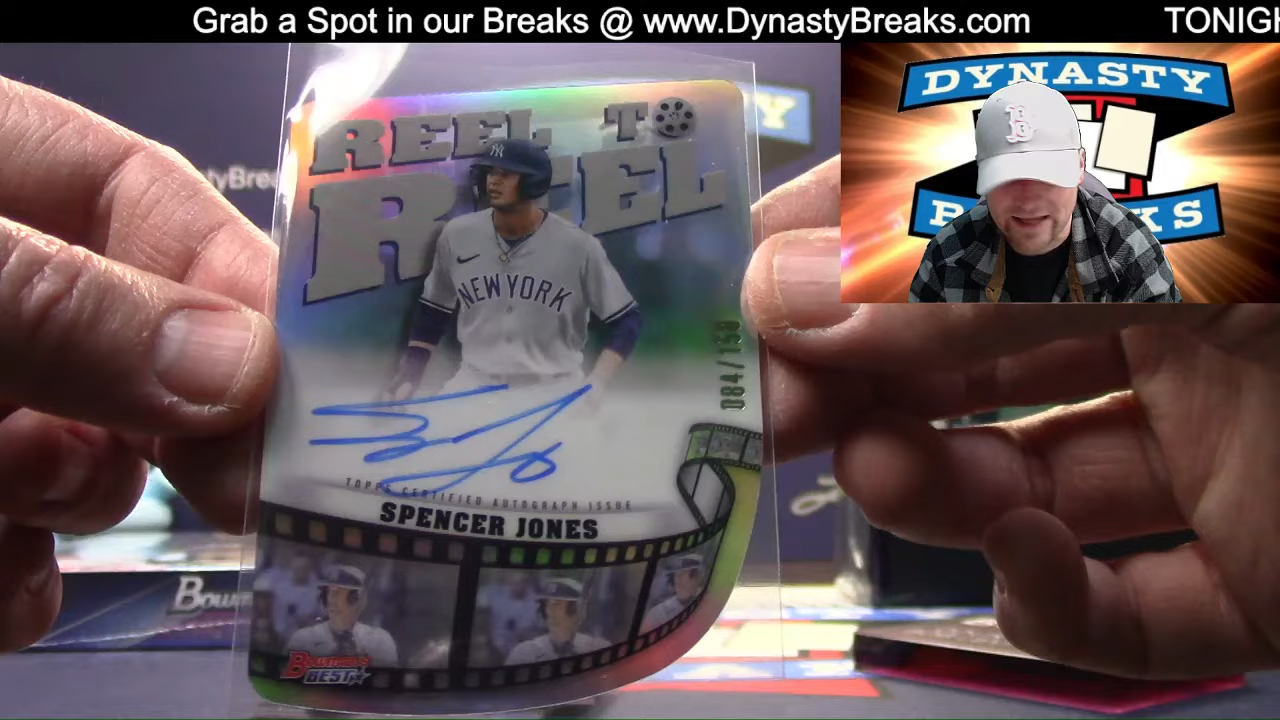 Grab a Spot in our Breaks @ www.DynastyBreaks.com
TONIGH
DYNASTY
B
REEL TO
REEL
NY
NEW YORK
084/150
TOPPS CERTIFIED AUTOGRAPH ISSUE
SPENCER JONES
BOWMAN'S
BEST